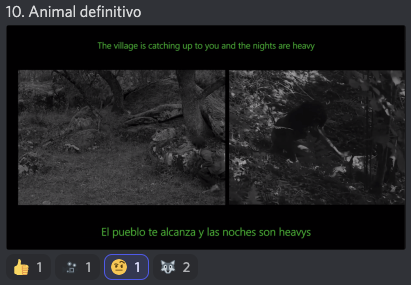 10. Animal definitivo
The village is catching up to you and the nights are heavy
El pueblo te alcanza y las noches son heavys
1
1
1
2